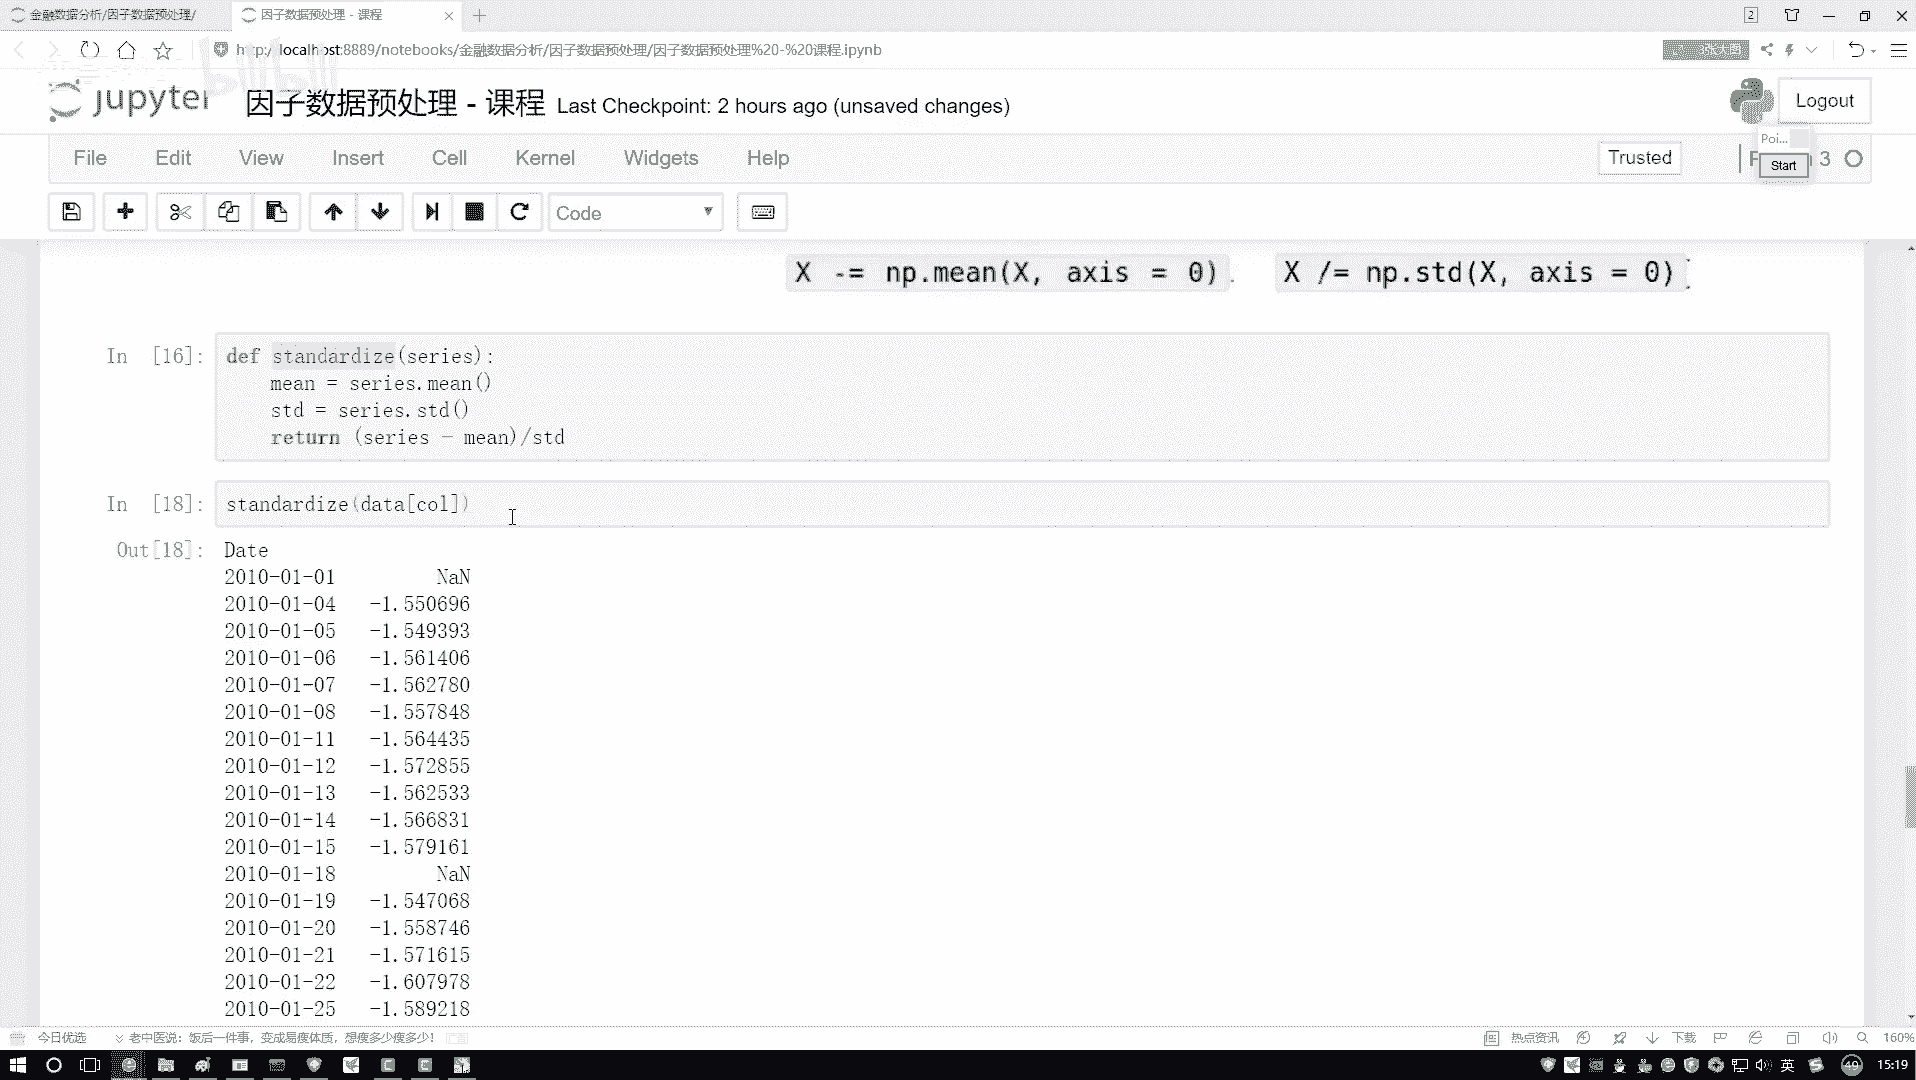 金融数据分析/因子数据预处理/
因子数据预处理 - 课程
2
http://localhost:8889/notebooks/金融数据分析/因子数据预处理/因子数据预处理%20-%20课程.ipynb
bilibili
jupyter 因子数据预处理 - 课程 Last Checkpoint: 2 hours ago (unsaved changes)
Logout
File Edit View Insert Cell Kernel Widgets Help
Trusted
3
Poi...
Start
Code
X -= np.mean(X, axis = 0).
X /= np.std(X, axis = 0)
In [16]: def standardize(series):
mean = series.mean()
std = series.std()
return (series - mean)/std
In [18]: standardize(data[col])
Out[18]: Date
2010-01-01 NaN
2010-01-04 -1.550696
2010-01-05 -1.549393
2010-01-06 -1.561406
2010-01-07 -1.562780
2010-01-08 -1.557848
2010-01-11 -1.564435
2010-01-12 -1.572855
2010-01-13 -1.562533
2010-01-14 -1.566831
2010-01-15 -1.579161
2010-01-18 NaN
2010-01-19 -1.547068
2010-01-20 -1.558746
2010-01-21 -1.571615
2010-01-22 -1.607978
2010-01-25 -1.589218
今日优选 老中医说：饭后一件事，变成易瘦体质，想瘦多少瘦多少！
热点资讯 下载 160%
英 49 15:19